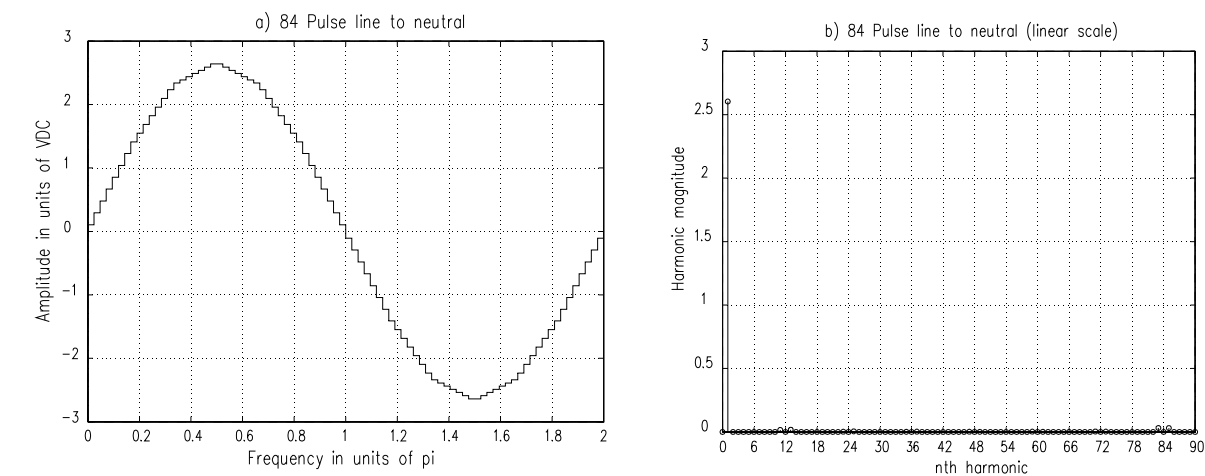 a) 84 Pulse line to neutral
3
2
1
0
−1
−2
−3
Amplitude in units of VDC
0 0.2 0.4 0.6 0.8 1 1.2 1.4 1.6 1.8 2
Frequency in units of pi
b) 84 Pulse line to neutral (linear scale)
3
2.5
2
1.5
1
0.5
0
Harmonic magnitude
0 6 12 18 24 30 36 42 48 54 60 66 72 78 84 90
nth harmonic